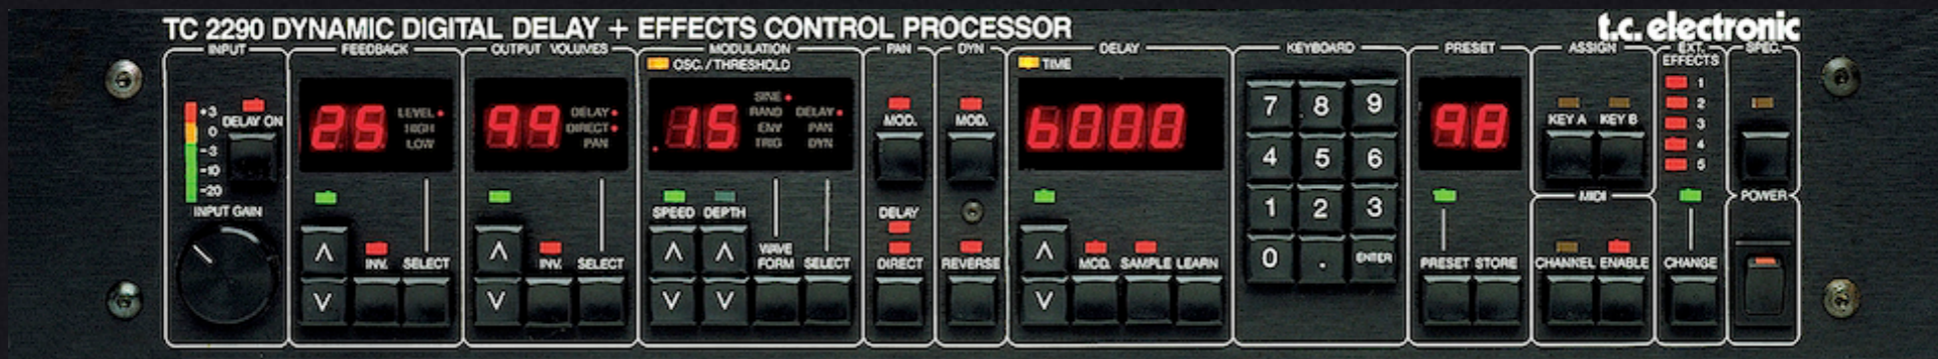 TC 2290 DYNAMIC DIGITAL DELAY + EFFECTS CONTROL PROCESSOR
t.c. electronic
INPUT
+3
0
-3
-10
-20
DELAY ON
INPUT GAIN
FEEDBACK
25
LEVEL
HIGH
LOW
INV.
SELECT
OUTPUT VOLUMES
99
DELAY
DIRECT
PAN
INV.
SELECT
MODULATION
OSC./THRESHOLD
.15
SINE
RAND
ENV
TRIG
DELAY
PAN
DYN
SPEED
DEPTH
WAVE
FORM
SELECT
PAN
MOD.
DELAY
DIRECT
DYN
MOD.
REVERSE
DELAY
TIME
6000
MOD.
SAMPLE
LEARN
KEYBOARD
7 8 9
4 5 6
1 2 3
0 . ENTER
PRESET
98
PRESET
STORE
ASSIGN
KEY A
KEY B
MIDI
CHANNEL
ENABLE
EXT.
EFFECTS
1
2
3
4
5
CHANGE
SPEC.
POWER